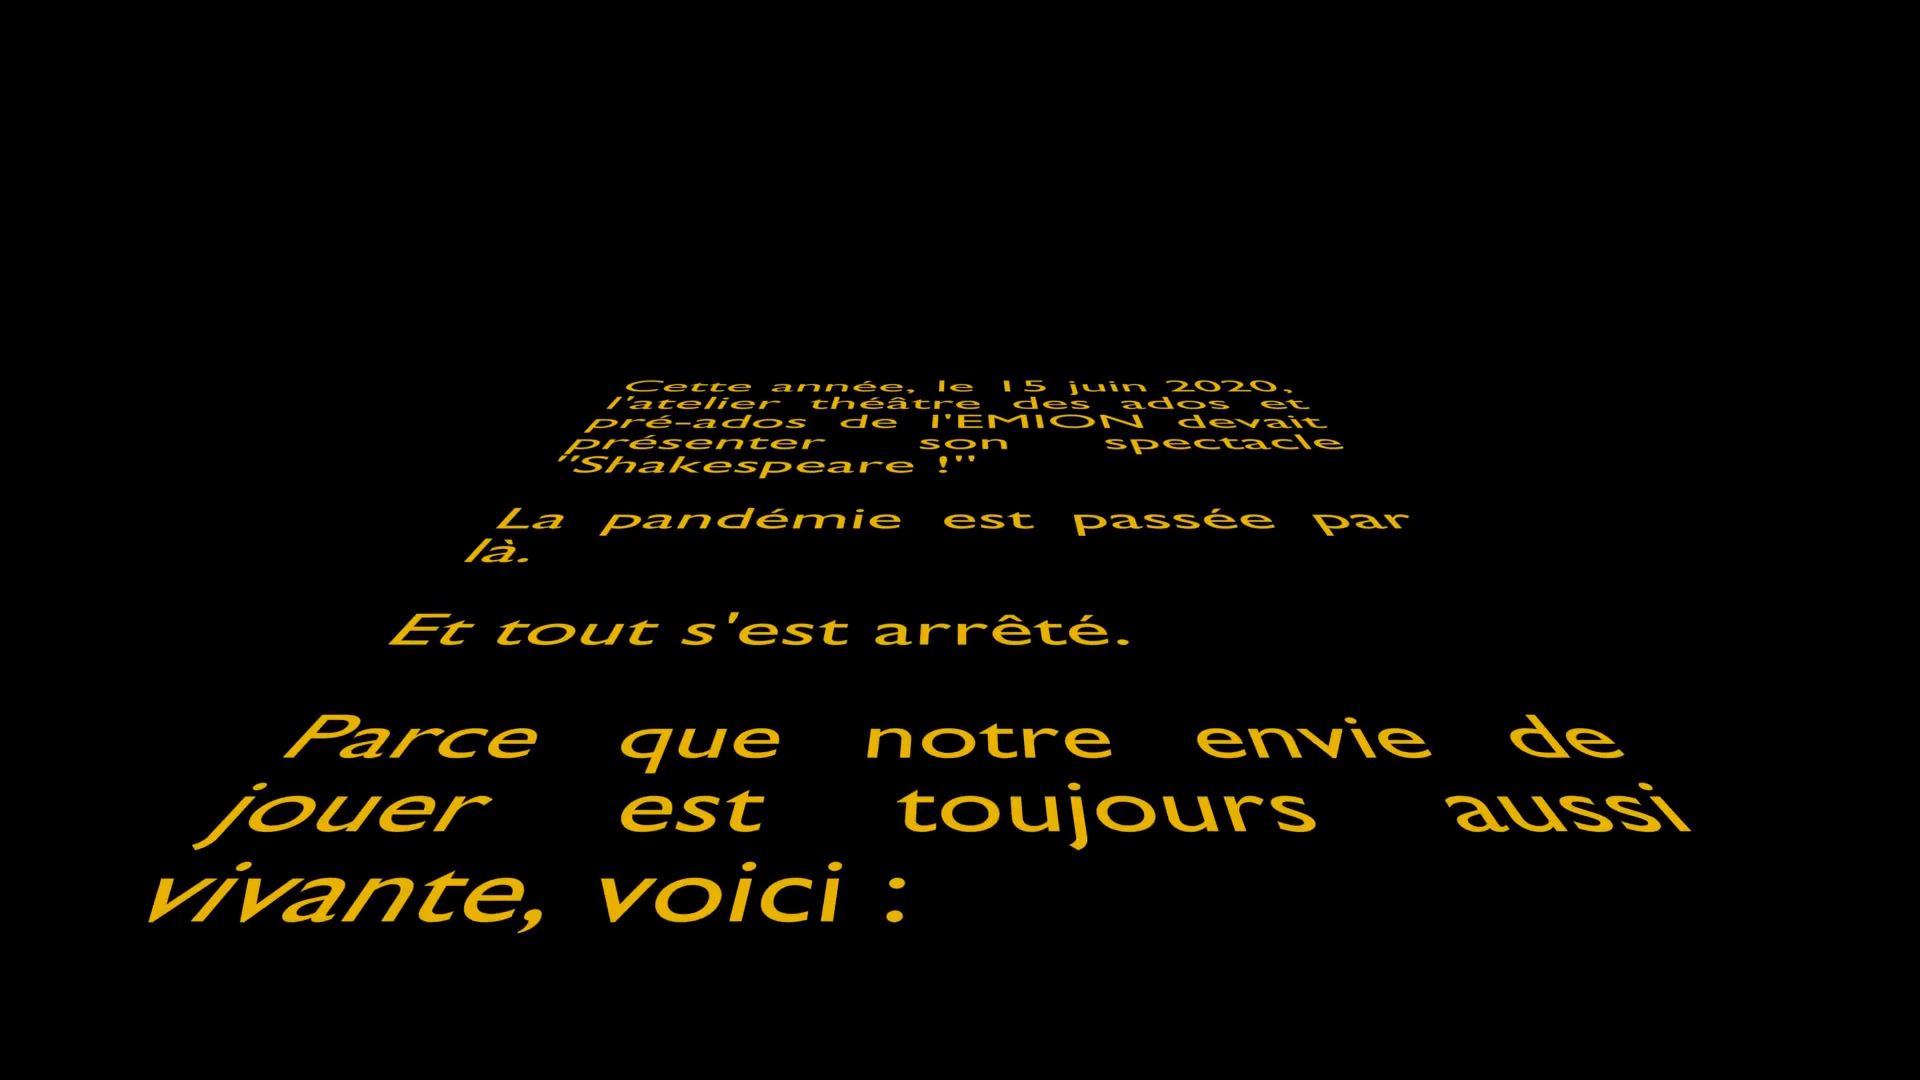 Cette année, le 15 juin 2020,
l'atelier théâtre des ados et
pré-ados de l'EMION devait
présenter son spectacle
"Shakespeare !"
La pandémie est passée par
là.
Et tout s'est arrêté.
Parce que notre envie de
jouer est toujours aussi
vivante, voici :